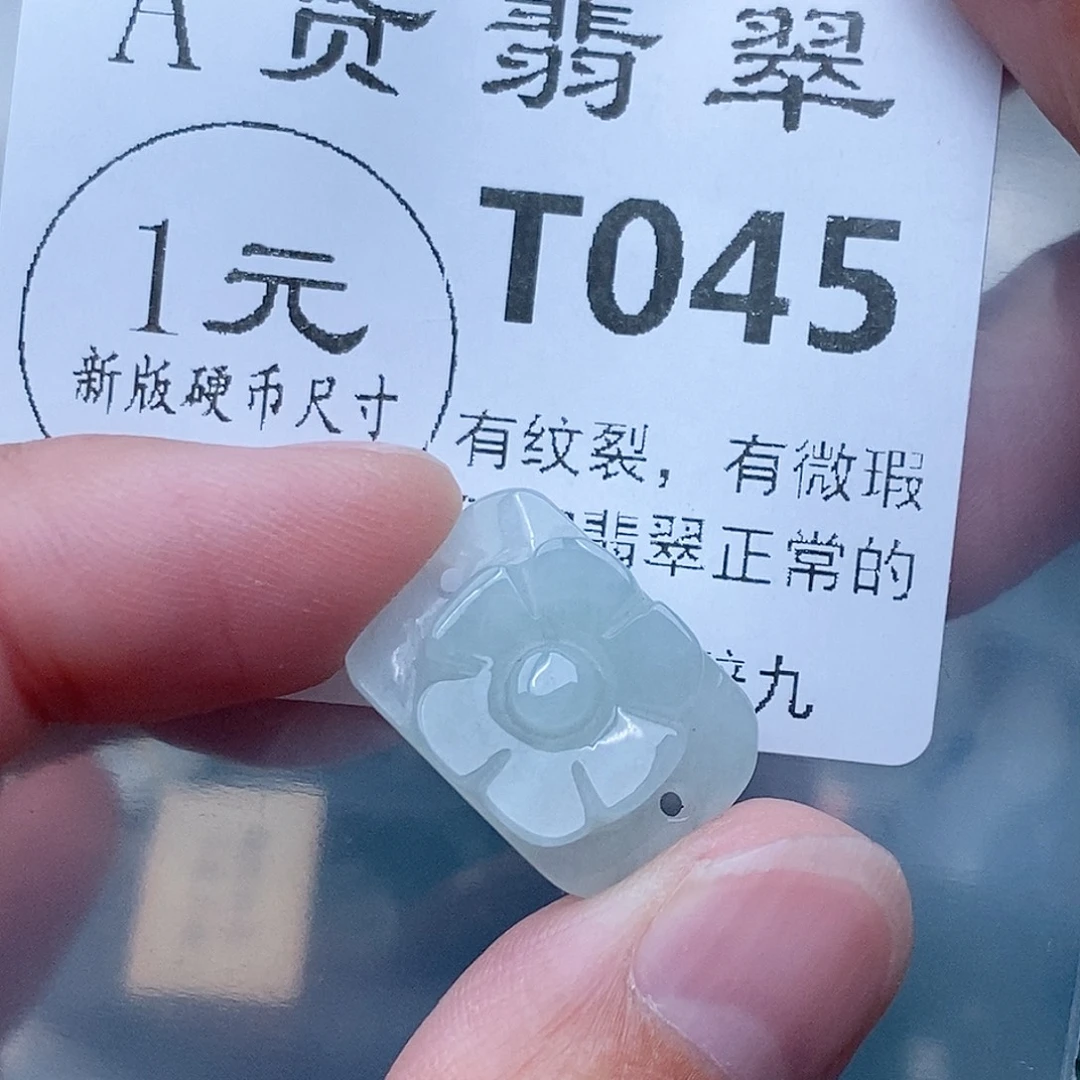 A货翡翠
1元
新版硬币尺寸
T045
有纹裂，有微瑕
翡翠正常的
九